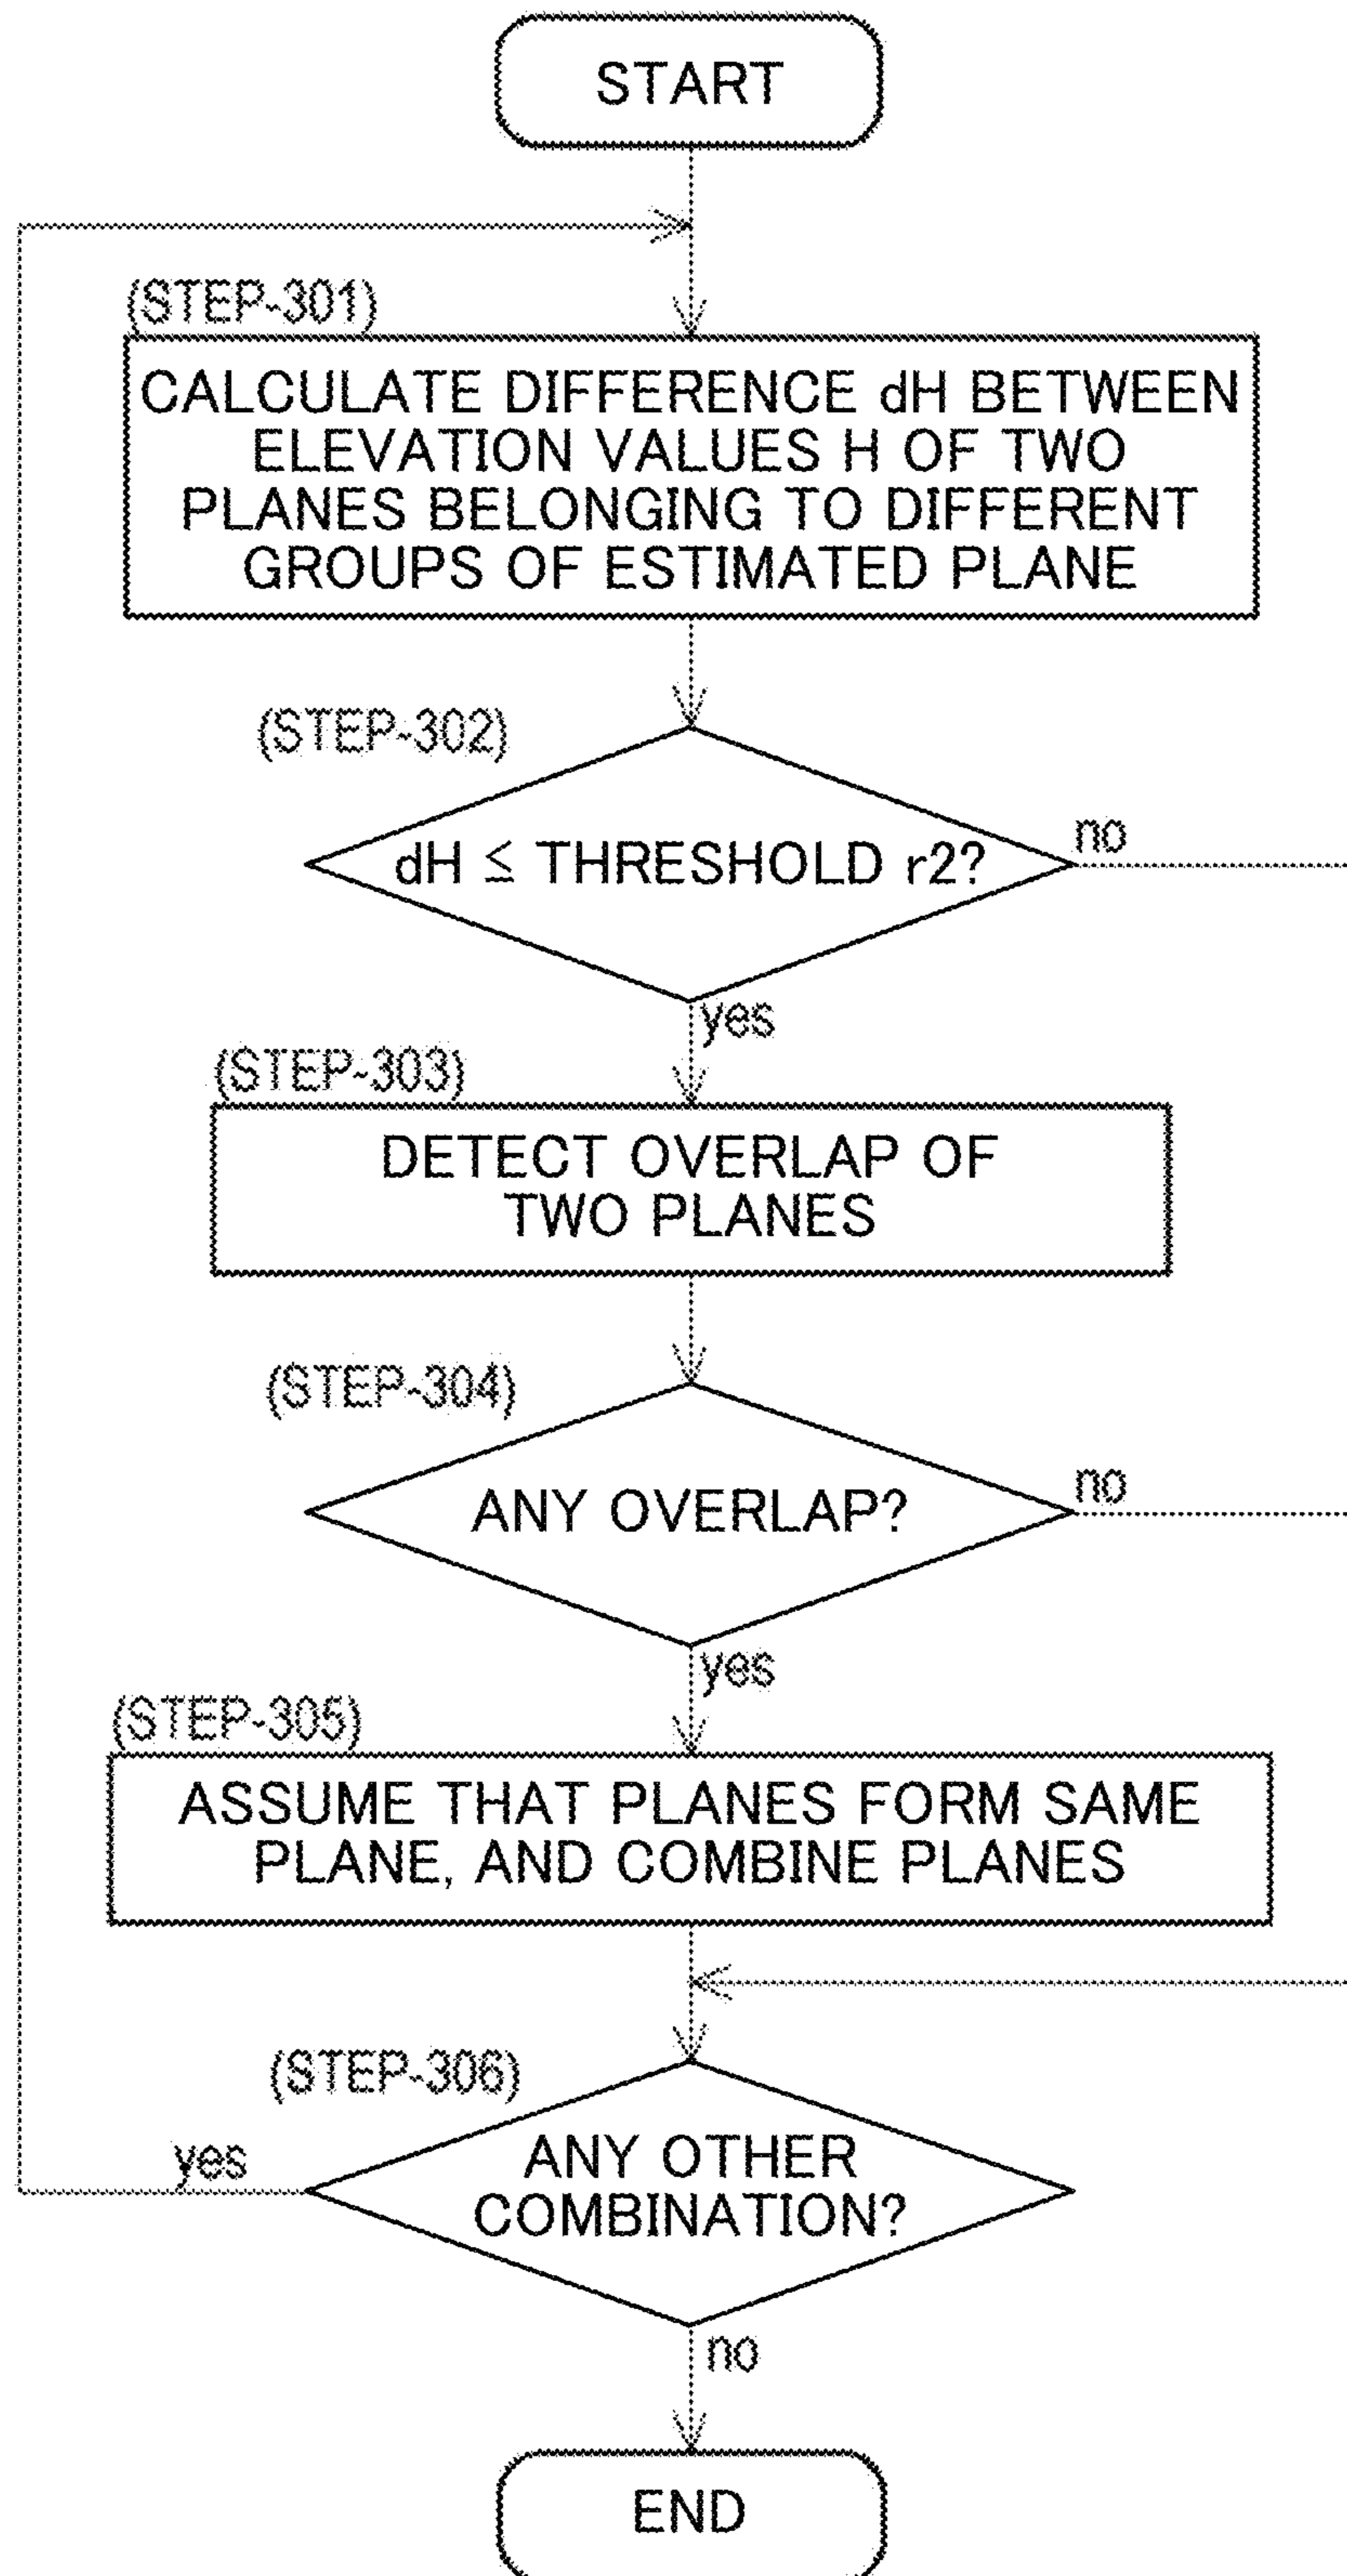 START
(STEP-301)
CALCULATE DIFFERENCE dH BETWEEN
ELEVATION VALUES H OF TWO
PLANES BELONGING TO DIFFERENT
GROUPS OF ESTIMATED PLANE
(STEP-302)
dH ≦ THRESHOLD r2?
no
yes
(STEP-303)
DETECT OVERLAP OF
TWO PLANES
(STEP-304)
ANY OVERLAP?
no
yes
(STEP-305)
ASSUME THAT PLANES FORM SAME
PLANE, AND COMBINE PLANES
(STEP-306)
ANY OTHER
COMBINATION?
yes
no
END